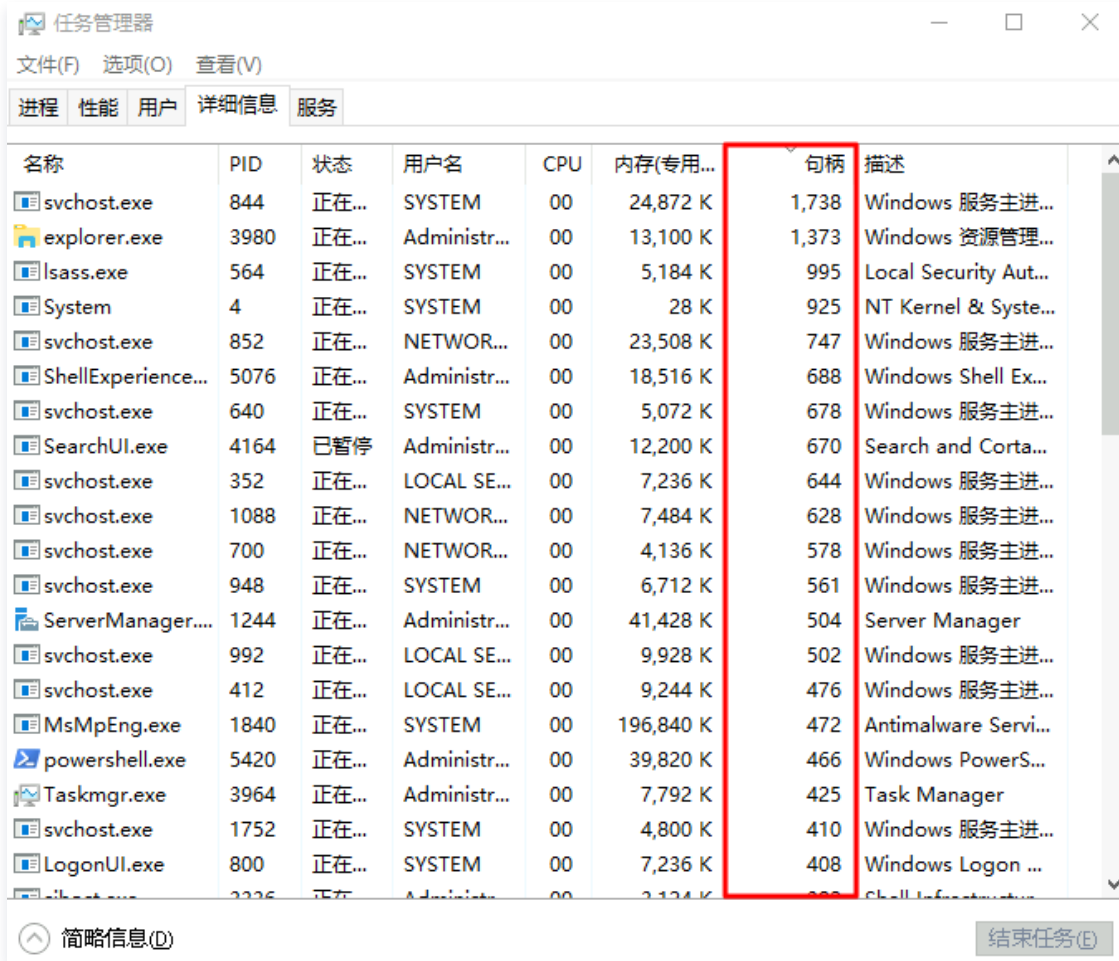 任务管理器
文件(F) 选项(O) 查看(V)
进程 性能 用户 详细信息 服务
名称 PID 状态 用户名 CPU 内存(专用... 句柄 描述
svchost.exe 844 正在... SYSTEM 00 24,872 K 1,738 Windows 服务主进...
explorer.exe 3980 正在... Administr... 00 13,100 K 1,373 Windows 资源管理...
lsass.exe 564 正在... SYSTEM 00 5,184 K 995 Local Security Aut...
System 4 正在... SYSTEM 00 28 K 925 NT Kernel & Syste...
svchost.exe 852 正在... NETWOR... 00 23,508 K 747 Windows 服务主进...
ShellExperience... 5076 正在... Administr... 00 18,516 K 688 Windows Shell Ex...
svchost.exe 640 正在... SYSTEM 00 5,072 K 678 Windows 服务主进...
SearchUI.exe 4164 已暂停 Administr... 00 12,200 K 670 Search and Corta...
svchost.exe 352 正在... LOCAL SE... 00 7,236 K 644 Windows 服务主进...
svchost.exe 1088 正在... NETWOR... 00 7,484 K 628 Windows 服务主进...
svchost.exe 700 正在... NETWOR... 00 4,136 K 578 Windows 服务主进...
svchost.exe 948 正在... SYSTEM 00 6,712 K 561 Windows 服务主进...
ServerManager.... 1244 正在... Administr... 00 41,428 K 504 Server Manager
svchost.exe 992 正在... LOCAL SE... 00 9,928 K 502 Windows 服务主进...
svchost.exe 412 正在... LOCAL SE... 00 9,244 K 476 Windows 服务主进...
MsMpEng.exe 1840 正在... SYSTEM 00 196,840 K 472 Antimalware Servi...
powershell.exe 5420 正在... Administr... 00 39,820 K 466 Windows PowerS...
Taskmgr.exe 3964 正在... Administr... 00 7,792 K 425 Task Manager
svchost.exe 1752 正在... SYSTEM 00 4,800 K 410 Windows 服务主进...
LogonUI.exe 800 正在... SYSTEM 00 7,236 K 408 Windows Logon ...
简略信息(D) 结束任务(E)